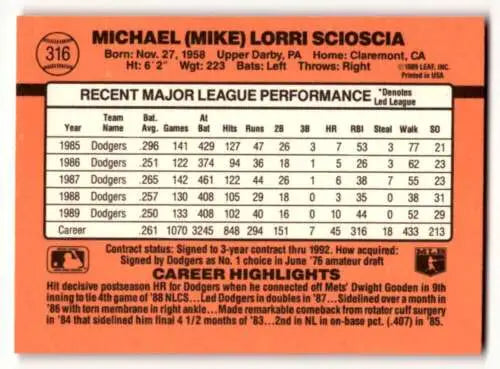 316
MICHAEL (MIKE) LORRI SCIOSCIA
Born: Nov. 27, 1958 Upper Darby, PA Home: Claremont, CA
Ht: 6' 2" Wgt: 223 Bats: Left Throws: Right
© 1989 LEAF, INC.
Printed in USA
RECENT MAJOR LEAGUE PERFORMANCE *Denotes Led League
Year Team Name Bat. Avg. Games At Bat Hits Runs 2B 3B HR RBI Steal Walk SO
1985 Dodgers .296 141 429 127 47 26 3 7 53 3 77 21
1986 Dodgers .251 122 374 94 36 18 1 5 26 3 62 23
1987 Dodgers .265 142 461 122 44 26 1 6 38 7 55 23
1988 Dodgers .257 130 408 105 29 18 0 3 35 0 38 31
1989 Dodgers .250 133 408 102 40 16 0 10 44 0 52 29
Career .261 1070 3245 848 294 151 7 45 316 18 433 213
Contract status: Signed to 3-year contract thru 1992. How acquired:
Signed by Dodgers as No. 1 choice in June '76 amateur draft
CAREER HIGHLIGHTS
Hit decisive postseason HR for Dodgers when he connected off Mets' Dwight Gooden in 9th
inning to tie 4th game of '88 NLCS...Led Dodgers in doubles in '87...Sidelined over a month in
'86 with torn membrane in right ankle...Made remarkable comeback from rotator cuff surgery
in '84 that sidelined him final 4 1/2 months of '83...2nd in NL in on-base pct. (.407) in '85.